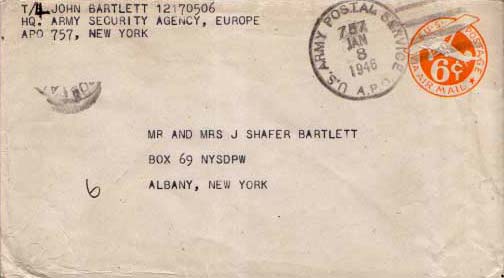 T/4 JOHN BARTLETT 12170506
HQ. ARMY SECURITY AGENCY, EUROPE
APO 757, NEW YORK
U.S. ARMY POSTAL SERVICE
757
JAN
8
1946
A.P.O.
U.S. POSTAGE
6¢
VIA AIR MAIL
MR AND MRS J SHAFER BARTLETT
BOX 69 NYSDPW
ALBANY, NEW YORK
6